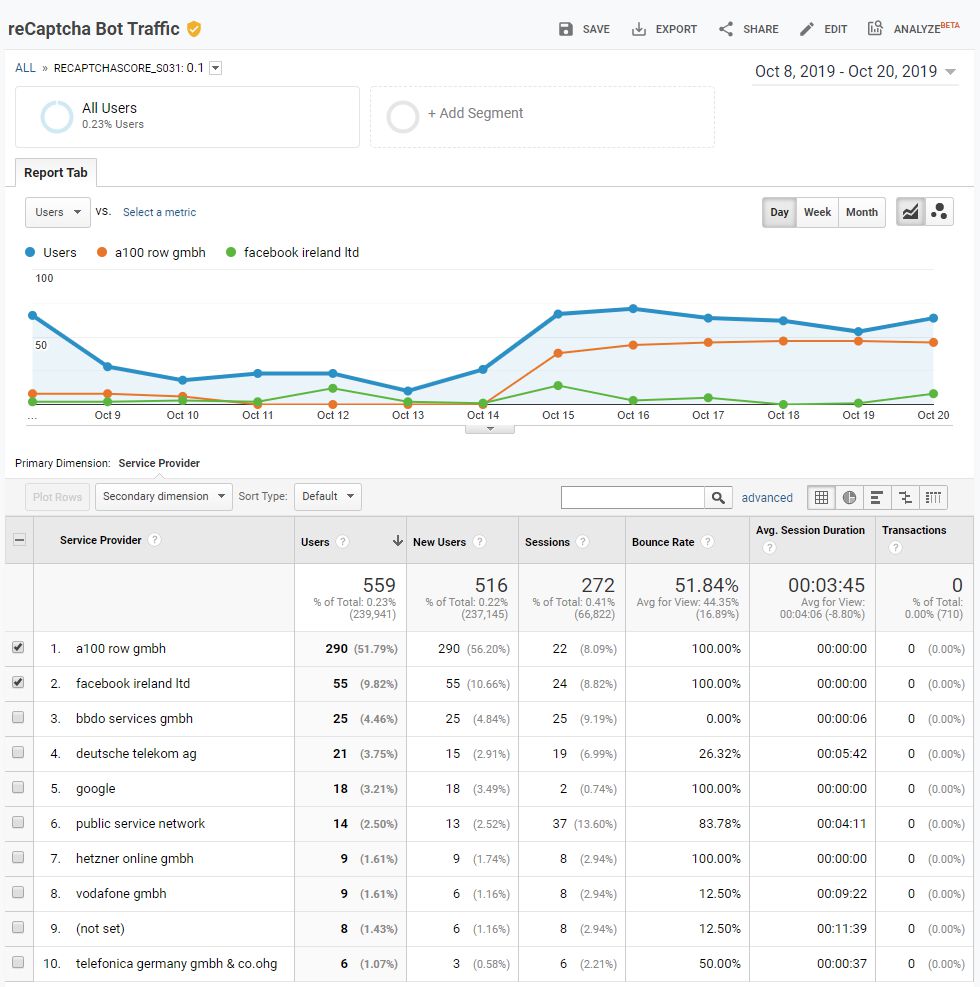 reCaptcha Bot Traffic
SAVE EXPORT SHARE EDIT ANALYZE BETA
ALL » RECAPTCHASCORE_S031: 0.1
Oct 8, 2019 - Oct 20, 2019
All Users
0.23% Users
+ Add Segment
Report Tab
Users vs. Select a metric
Day Week Month
Users a100 row gmbh facebook ireland ltd
100
50
... Oct 9 Oct 10 Oct 11 Oct 12 Oct 13 Oct 14 Oct 15 Oct 16 Oct 17 Oct 18 Oct 19 Oct 20
Primary Dimension: Service Provider
Plot Rows Secondary dimension Sort Type: Default advanced
Service Provider ? Users ? New Users ? Sessions ? Bounce Rate ? Avg. Session Duration ? Transactions ?
559 516 272 51.84% 00:03:45 0
% of Total: 0.23% % of Total: 0.22% % of Total: 0.41% Avg for View: 44.35% Avg for View: % of Total:
(239,941) (237,145) (66,822) (16.89%) 00:04:06 (-8.80%) 0.00% (710)
1. a100 row gmbh 290 (51.79%) 290 (56.20%) 22 (8.09%) 100.00% 00:00:00 0 (0.00%)
2. facebook ireland ltd 55 (9.82%) 55 (10.66%) 24 (8.82%) 100.00% 00:00:00 0 (0.00%)
3. bbdo services gmbh 25 (4.46%) 25 (4.84%) 25 (9.19%) 0.00% 00:00:06 0 (0.00%)
4. deutsche telekom ag 21 (3.75%) 15 (2.91%) 19 (6.99%) 26.32% 00:05:42 0 (0.00%)
5. google 18 (3.21%) 18 (3.49%) 2 (0.74%) 100.00% 00:00:00 0 (0.00%)
6. public service network 14 (2.50%) 13 (2.52%) 37 (13.60%) 83.78% 00:04:11 0 (0.00%)
7. hetzner online gmbh 9 (1.61%) 9 (1.74%) 8 (2.94%) 100.00% 00:00:00 0 (0.00%)
8. vodafone gmbh 9 (1.61%) 6 (1.16%) 8 (2.94%) 12.50% 00:09:22 0 (0.00%)
9. (not set) 8 (1.43%) 6 (1.16%) 8 (2.94%) 12.50% 00:11:39 0 (0.00%)
10. telefonica germany gmbh & co.ohg 6 (1.07%) 3 (0.58%) 6 (2.21%) 50.00% 00:00:37 0 (0.00%)